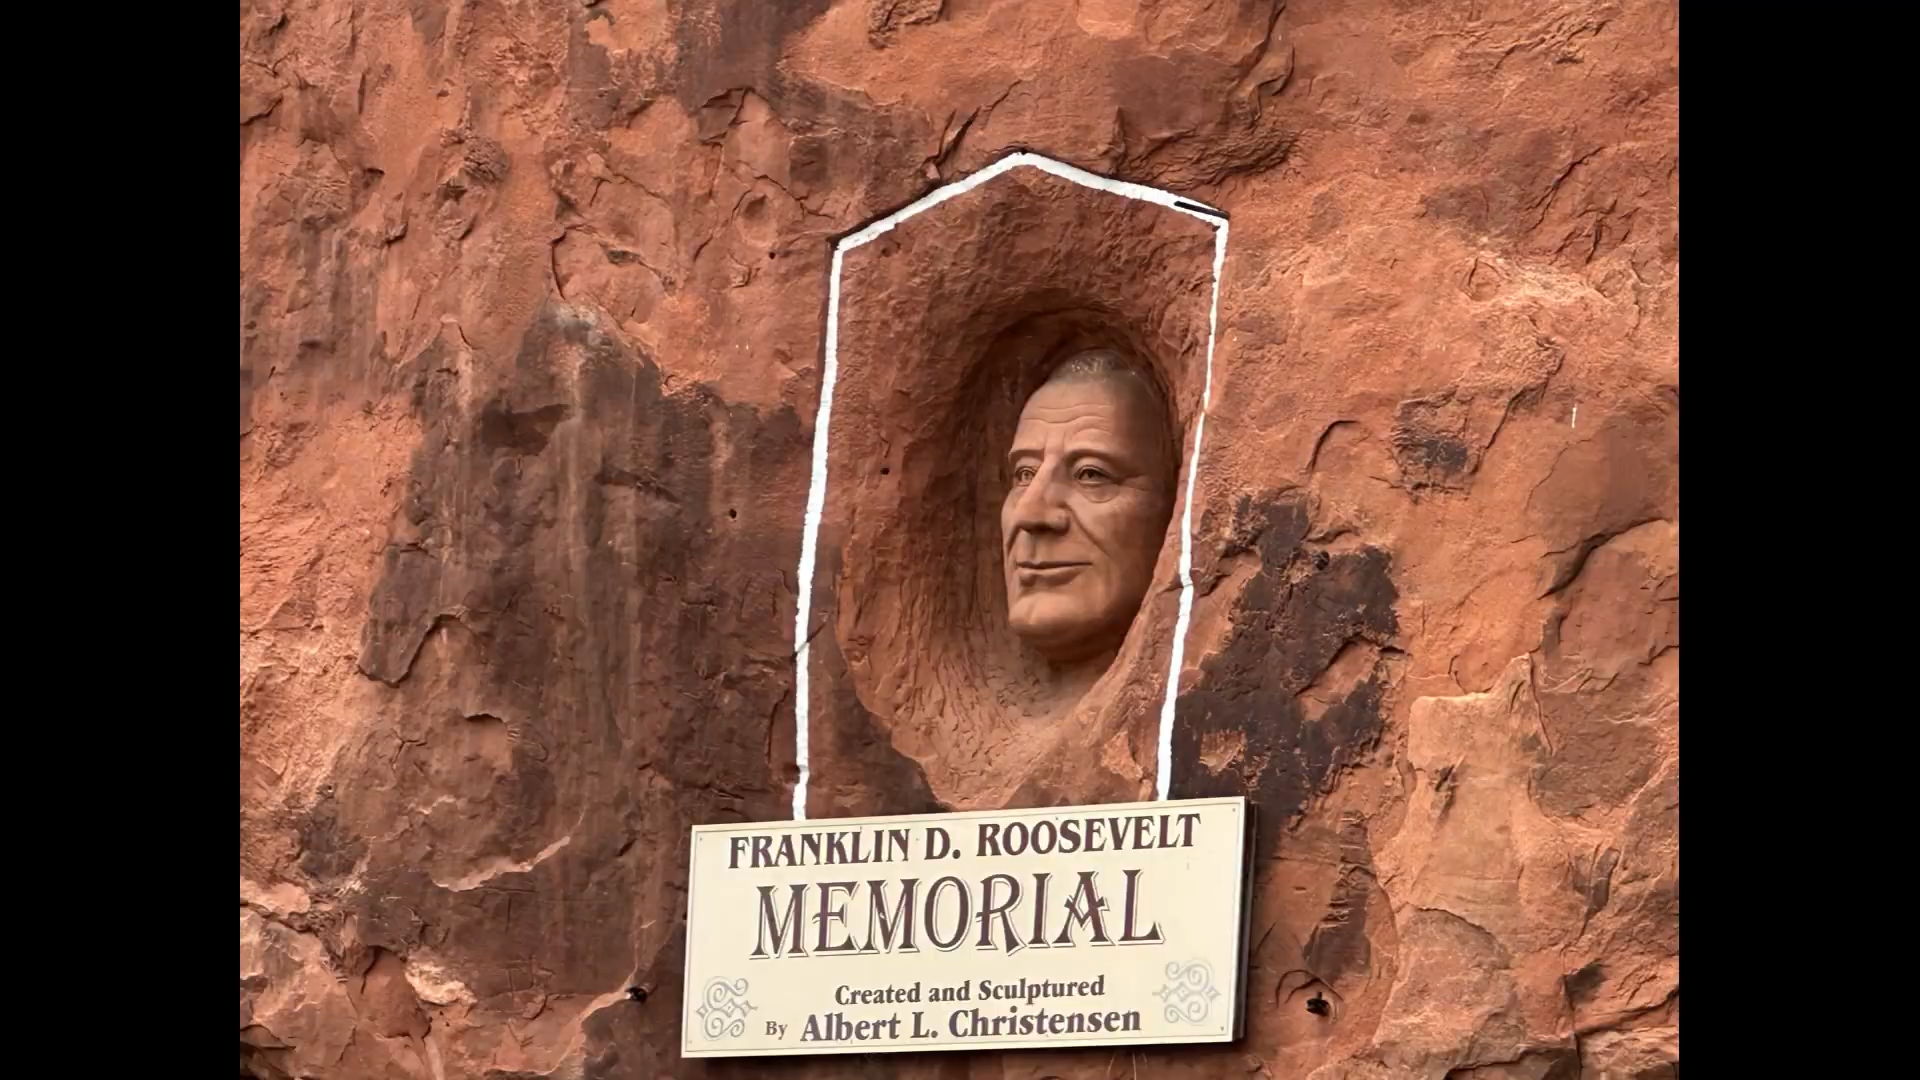 FRANKLIN D. ROOSEVELT
MEMORIAL
Created and Sculptured
By Albert L. Christensen